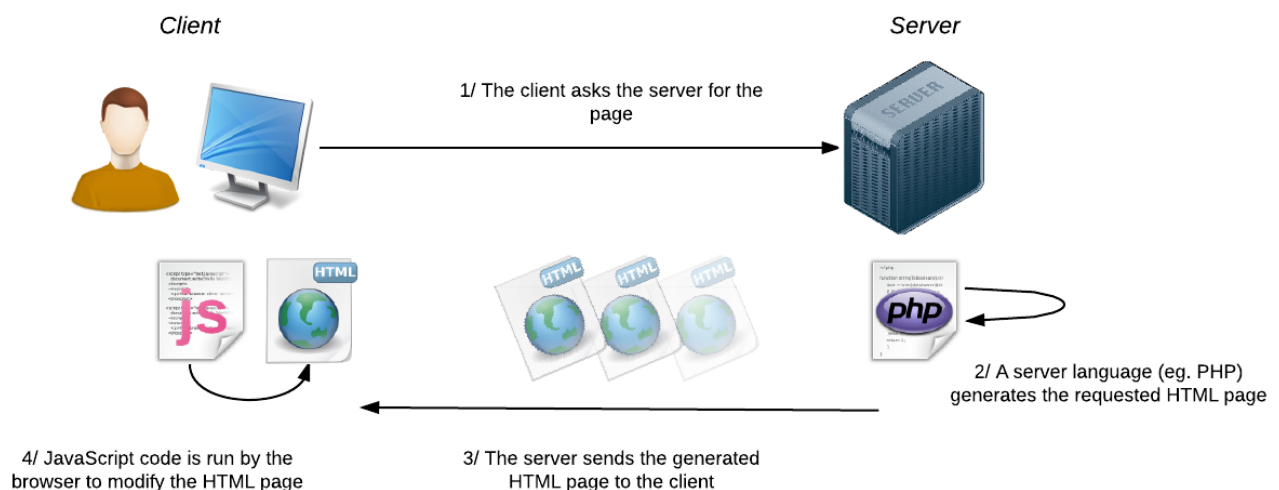 Client
Server
1/ The client asks the server for the
page
SERVER
js
HTML
HTML
HTML
HTML
php
2/ A server language (eg. PHP)
generates the requested HTML page
4/ JavaScript code is run by the
browser to modify the HTML page
3/ The server sends the generated
HTML page to the client